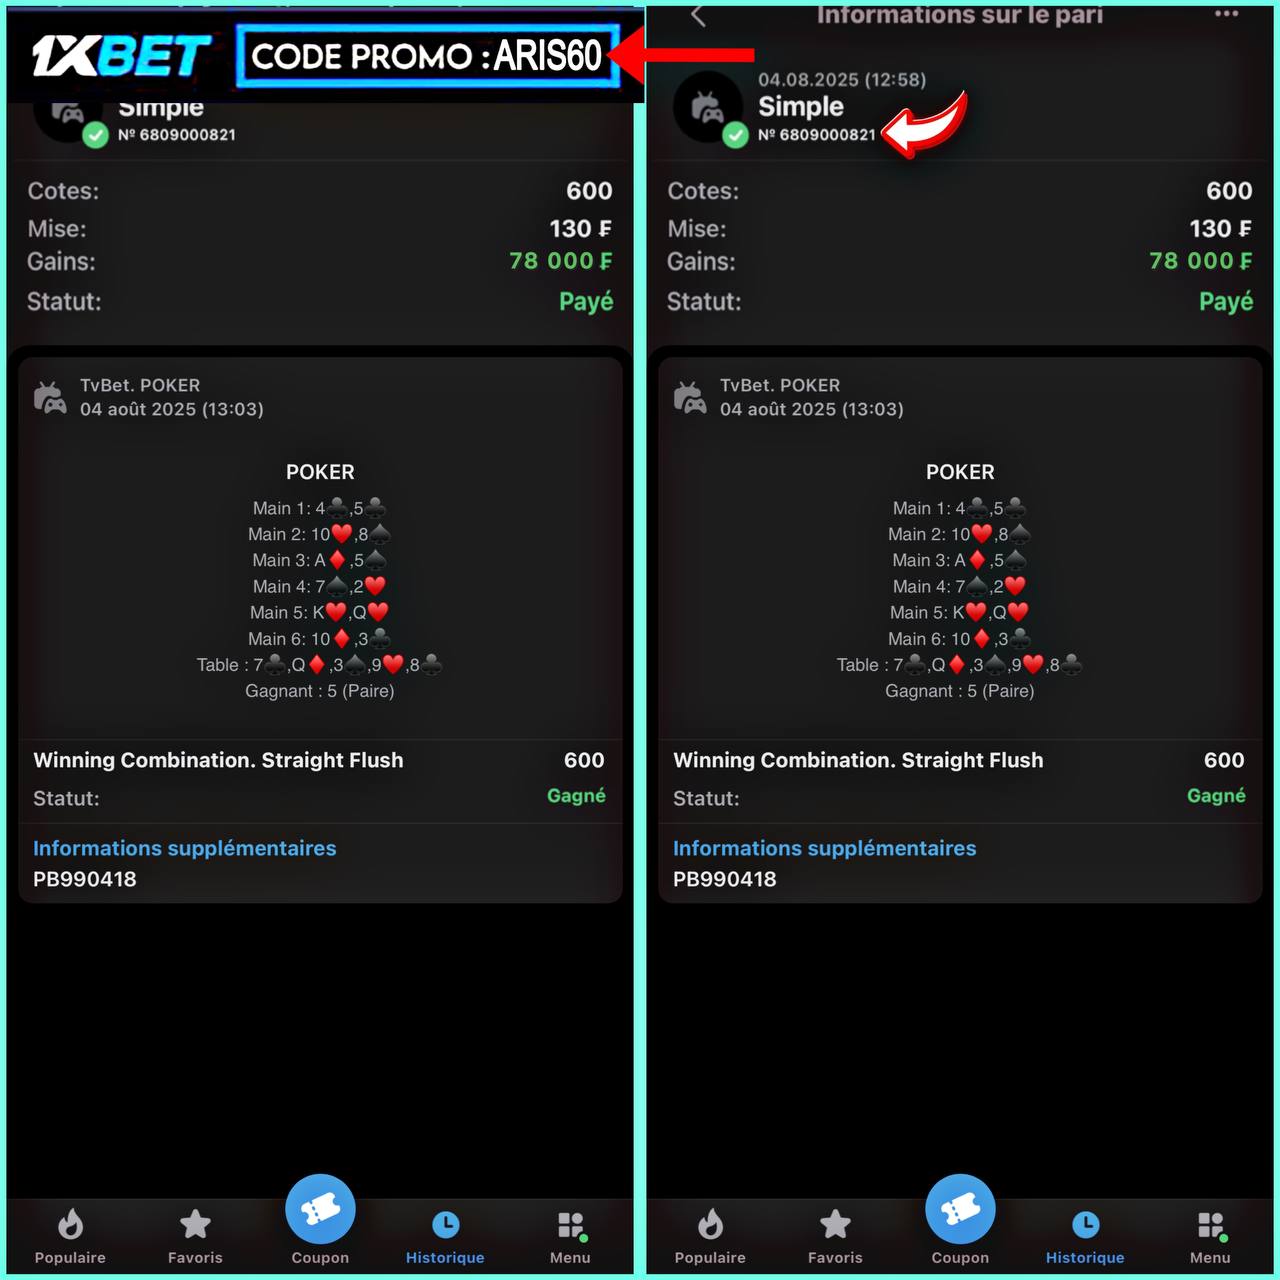 1XBET CODE PROMO : ARIS60
Simple
Nº 6809000821
Cotes: 600
Mise: 130 ₣
Gains: 78 000 ₣
Statut: Payé
TvBet. POKER
04 août 2025 (13:03)
POKER
Main 1: 4♣️,5♣️
Main 2: 10♥️,8♠️
Main 3: A♦️,5♠️
Main 4: 7♠️,2♥️
Main 5: K♥️,Q♥️
Main 6: 10♦️,3♣️
Table : 7♣️,Q♦️,3♠️,9♥️,8♣️
Gagnant : 5 (Paire)
Winning Combination. Straight Flush 600
Statut: Gagné
Informations supplémentaires
PB990418
Populaire Favoris Coupon Historique Menu
Informations sur le pari
04.08.2025 (12:58)
Simple
Nº 6809000821
Cotes: 600
Mise: 130 ₣
Gains: 78 000 ₣
Statut: Payé
TvBet. POKER
04 août 2025 (13:03)
POKER
Main 1: 4♣️,5♣️
Main 2: 10♥️,8♠️
Main 3: A♦️,5♠️
Main 4: 7♠️,2♥️
Main 5: K♥️,Q♥️
Main 6: 10♦️,3♣️
Table : 7♣️,Q♦️,3♠️,9♥️,8♣️
Gagnant : 5 (Paire)
Winning Combination. Straight Flush 600
Statut: Gagné
Informations supplémentaires
PB990418
Populaire Favoris Coupon Historique Menu